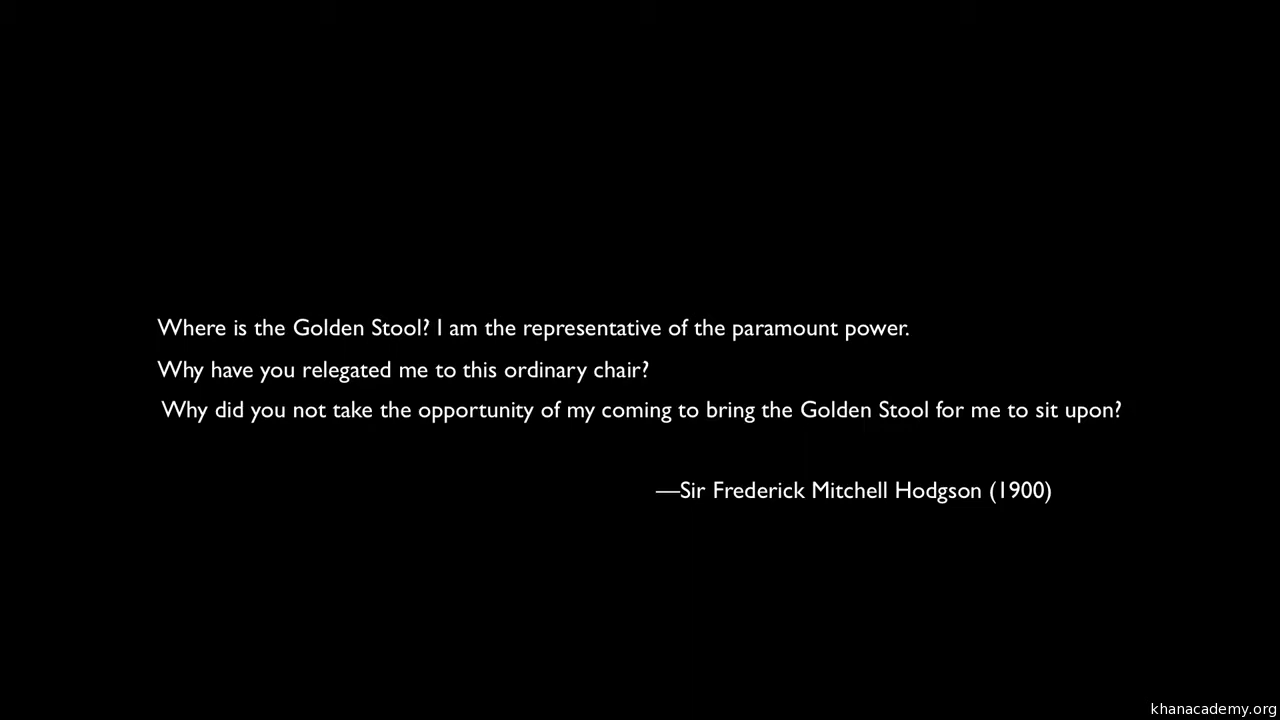 Where is the Golden Stool? I am the representative of the paramount power.
Why have you relegated me to this ordinary chair?
Why did you not take the opportunity of my coming to bring the Golden Stool for me to sit upon?
—Sir Frederick Mitchell Hodgson (1900)
khanacademy.org